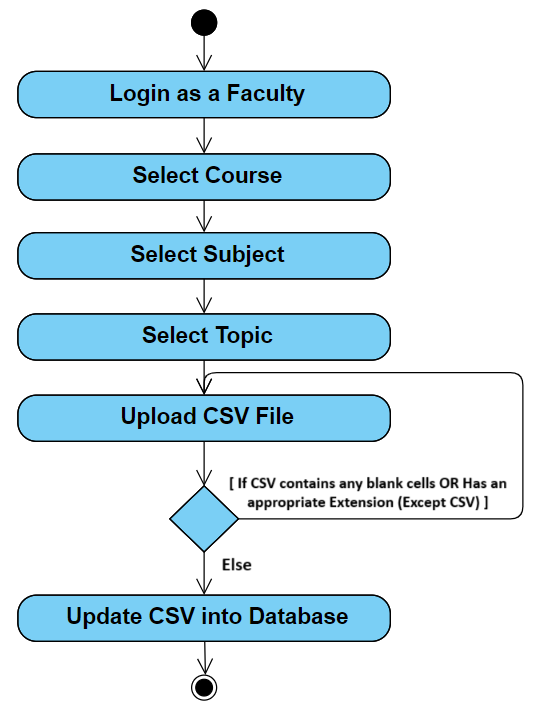 Login as a Faculty
Select Course
Select Subject
Select Topic
Upload CSV File
[ If CSV contains any blank cells OR Has an
appropriate Extension (Except CSV) ]
Else
Update CSV into Database